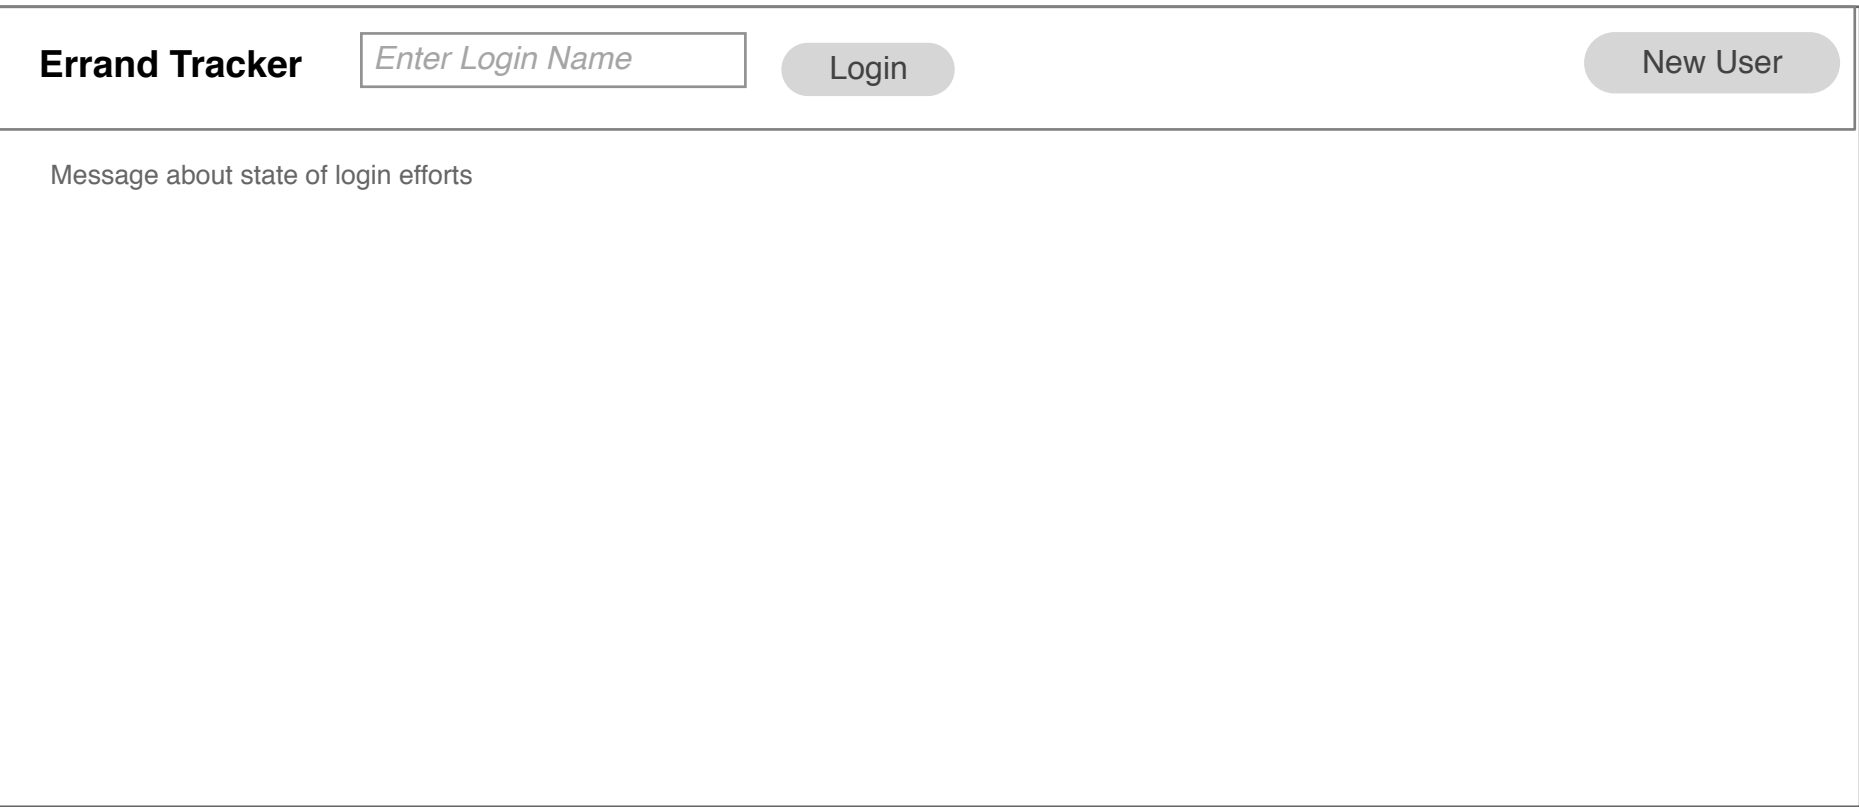 Errand Tracker
Enter Login Name
Login
New User
Message about state of login efforts